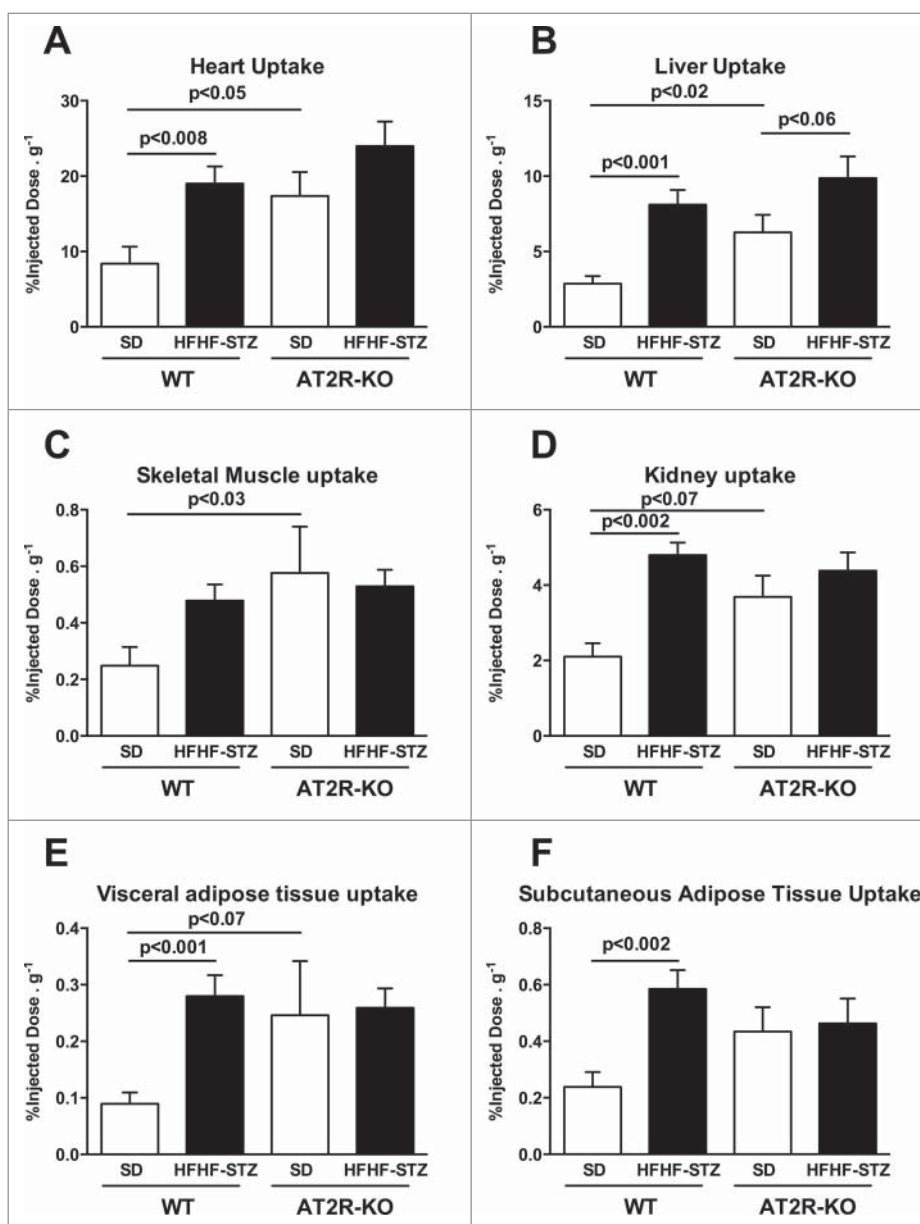 A
Heart Uptake
%Injected Dose . g⁻¹
30
20
10
0
p<0.05
p<0.008
SD HFHF-STZ SD HFHF-STZ
WT AT2R-KO
B
Liver Uptake
%Injected Dose . g⁻¹
15
10
5
0
p<0.02
p<0.06
p<0.001
SD HFHF-STZ SD HFHF-STZ
WT AT2R-KO
C
Skeletal Muscle uptake
%Injected Dose . g⁻¹
0.8
0.6
0.4
0.2
0.0
p<0.03
SD HFHF-STZ SD HFHF-STZ
WT AT2R-KO
D
Kidney uptake
%Injected Dose . g⁻¹
6
4
2
0
p<0.07
p<0.002
SD HFHF-STZ SD HFHF-STZ
WT AT2R-KO
E
Visceral adipose tissue uptake
%Injected Dose . g⁻¹
0.4
0.3
0.2
0.1
0.0
p<0.07
p<0.001
SD HFHF-STZ SD HFHF-STZ
WT AT2R-KO
F
Subcutaneous Adipose Tissue Uptake
%Injected Dose . g⁻¹
0.8
0.6
0.4
0.2
0.0
p<0.002
SD HFHF-STZ SD HFHF-STZ
WT AT2R-KO